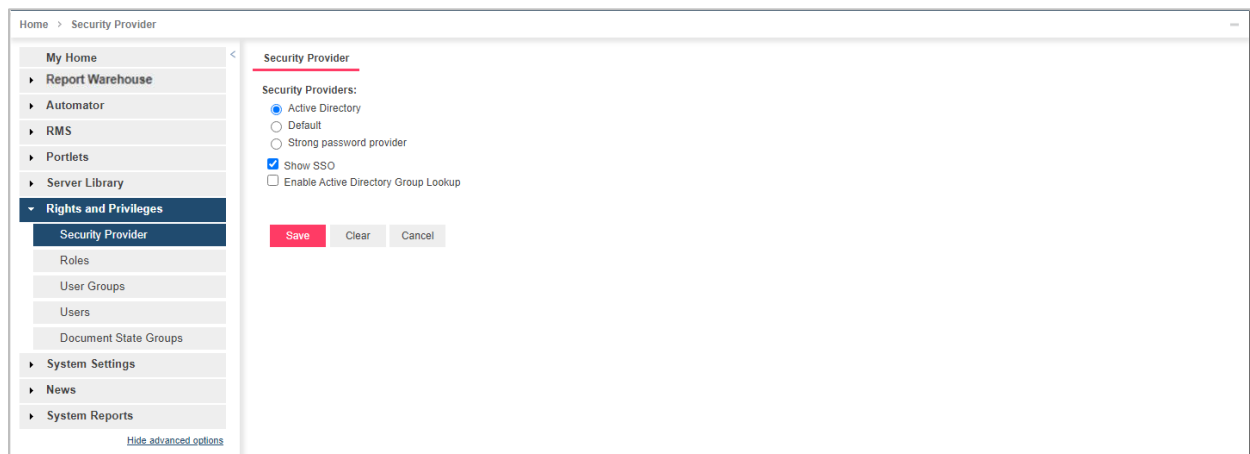 Home > Security Provider
My Home
Report Warehouse
Automator
RMS
Portlets
Server Library
Rights and Privileges
Security Provider
Roles
User Groups
Users
Document State Groups
System Settings
News
System Reports
Hide advanced options
Security Provider
Security Providers:
Active Directory
Default
Strong password provider
Show SSO
Enable Active Directory Group Lookup
Save Clear Cancel